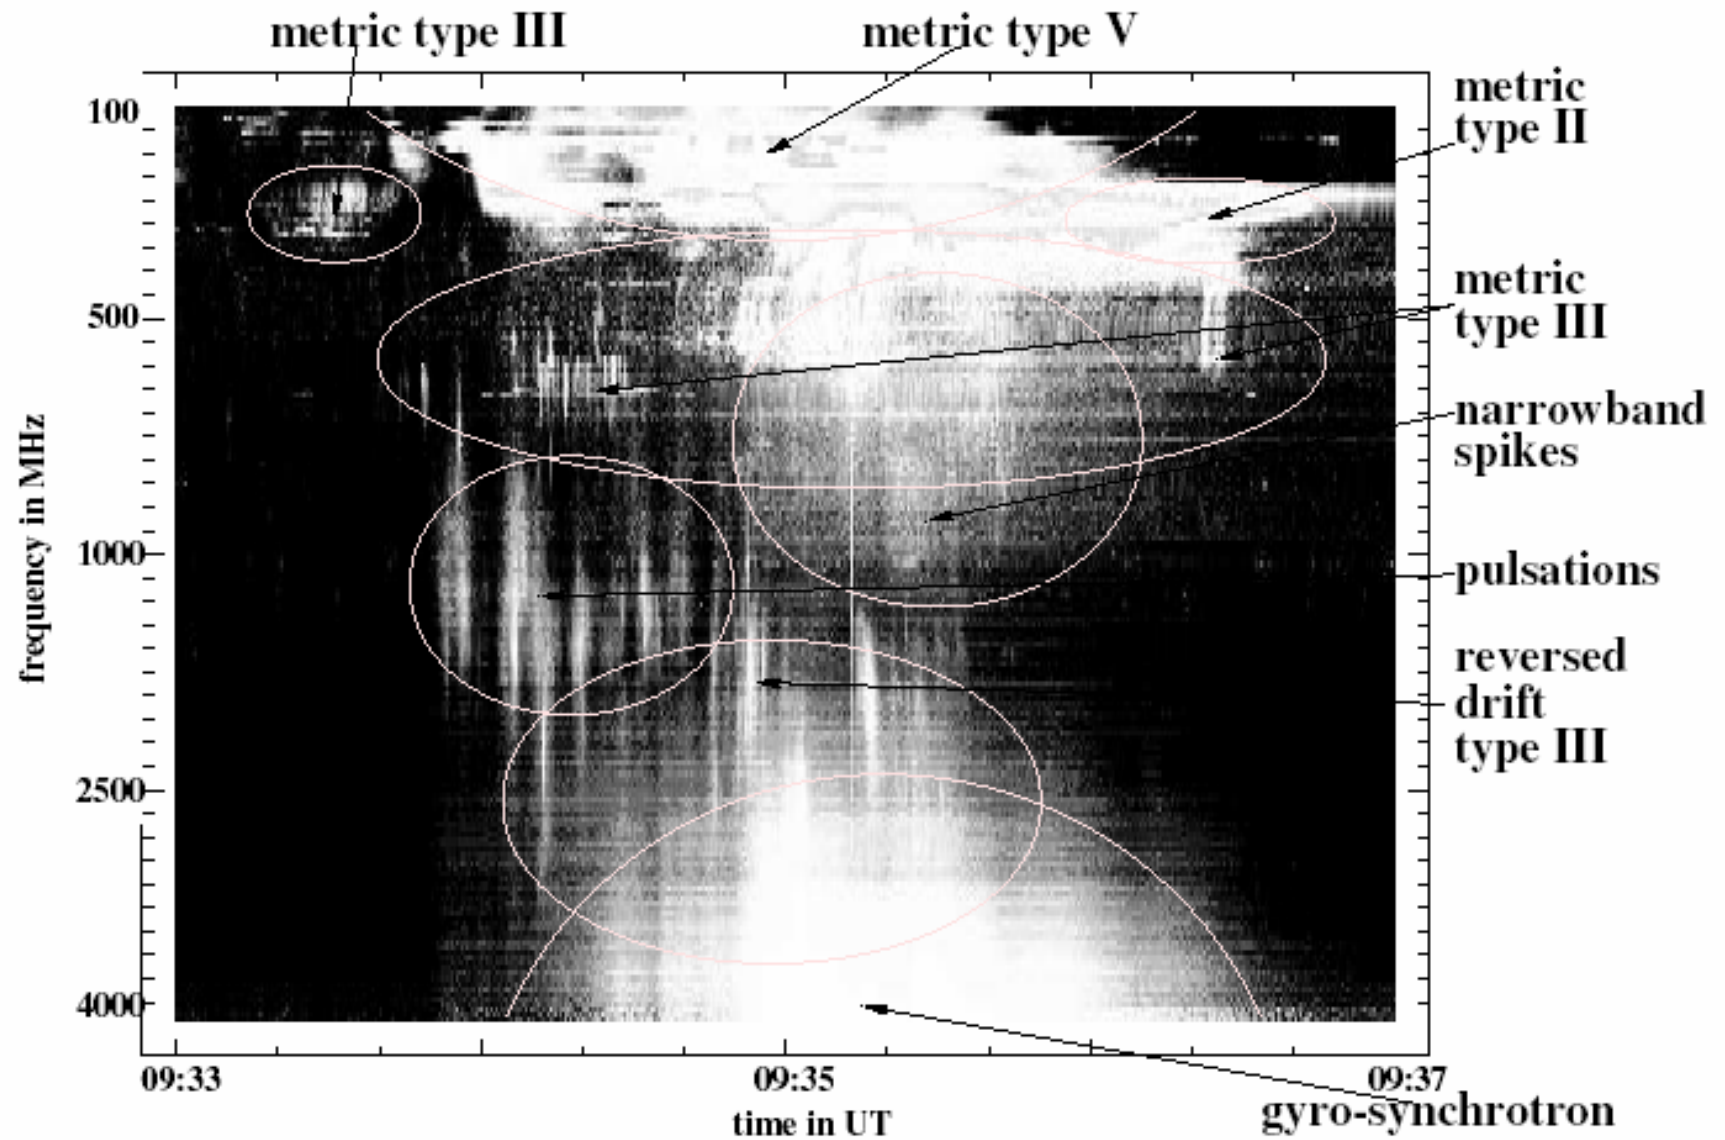 metric type III
metric type V
metric
type II
metric
type III
narrowband
spikes
pulsations
reversed
drift
type III
gyro-synchrotron
frequency in MHz
100
500
1000
2500
4000
09:33
09:35
09:37
time in UT